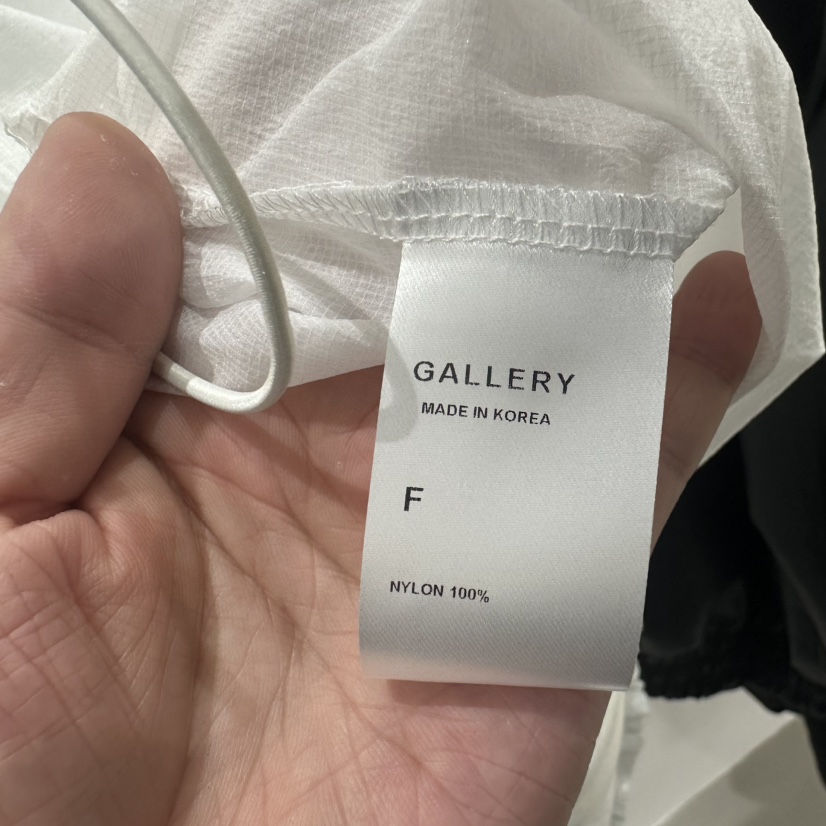 GALLERY
MADE IN KOREA
F
NYLON 100%